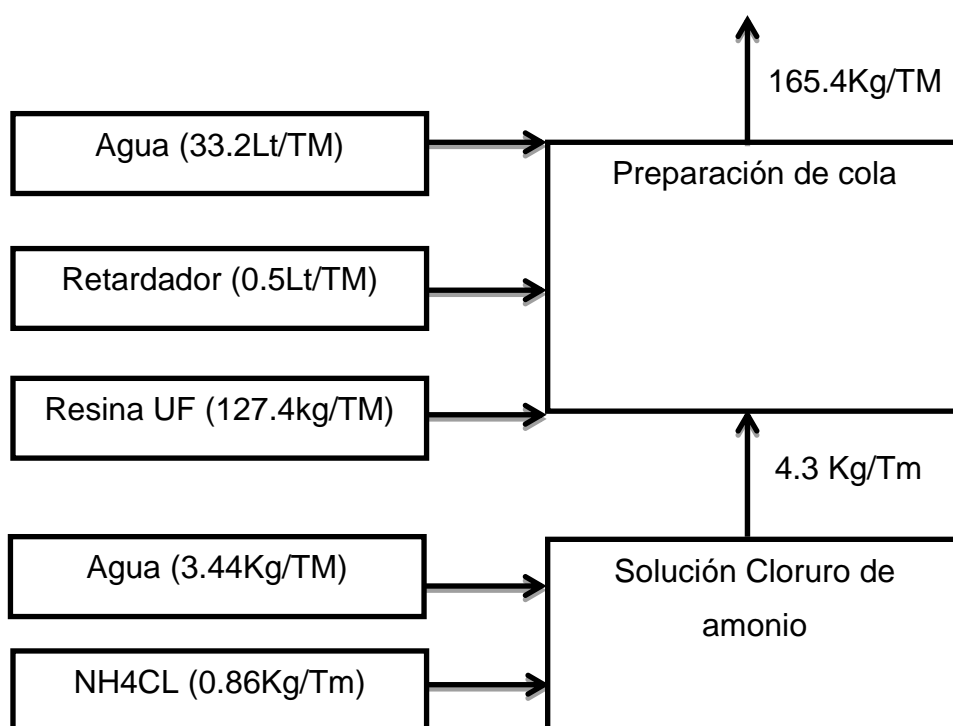 165.4Kg/TM
Agua (33.2Lt/TM)
Preparación de cola
Retardador (0.5Lt/TM)
Resina UF (127.4kg/TM)
4.3 Kg/Tm
Agua (3.44Kg/TM)
Solución Cloruro de
amonio
NH4CL (0.86Kg/Tm)